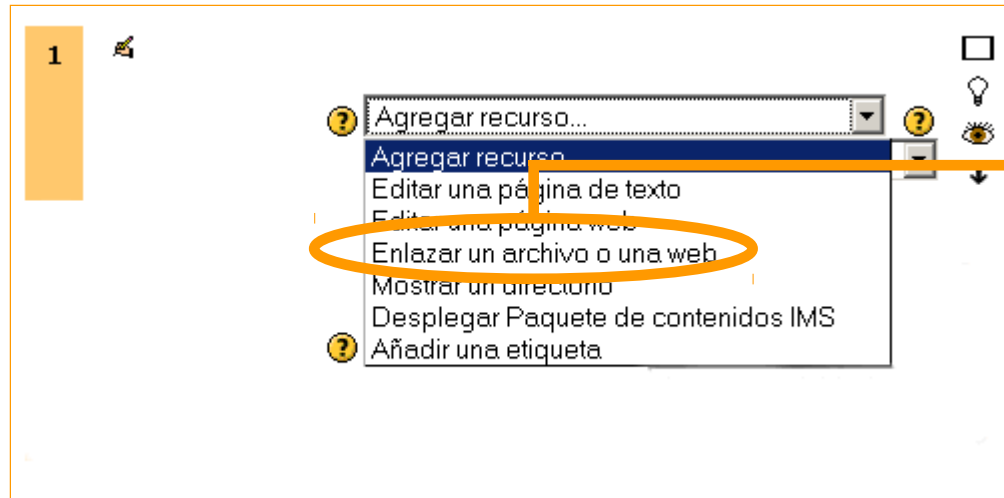 1
Agregar recurso...
Agregar recurso...
Editar una página de texto
Editar una página web
Enlazar un archivo o una web
Mostrar un directorio
Desplegar Paquete de contenidos IMS
Añadir una etiqueta